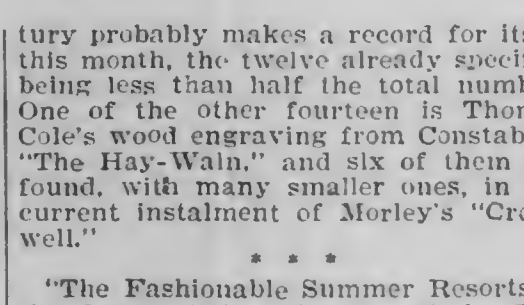 tury probably makes a record for its
this month, the twelve already speci
being less than half the total numb
One of the other fourteen is Thor
Cole's wood engraving from Constab
"The Hay-Wain," and six of them
found, with many smaller ones, in
current instalment of Morley's "Cro
well."
* * *
"The Fashionable Summer Resorts